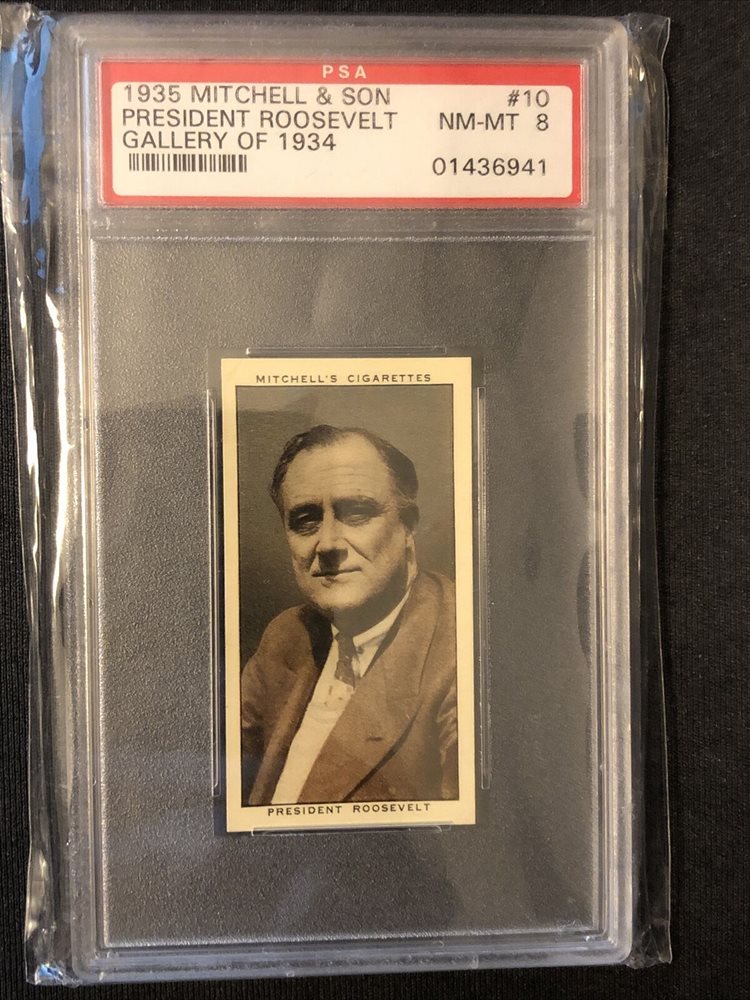 PSA
1935 MITCHELL & SON #10
PRESIDENT ROOSEVELT NM-MT 8
GALLERY OF 1934
01436941
MITCHELL'S CIGARETTES
PRESIDENT ROOSEVELT